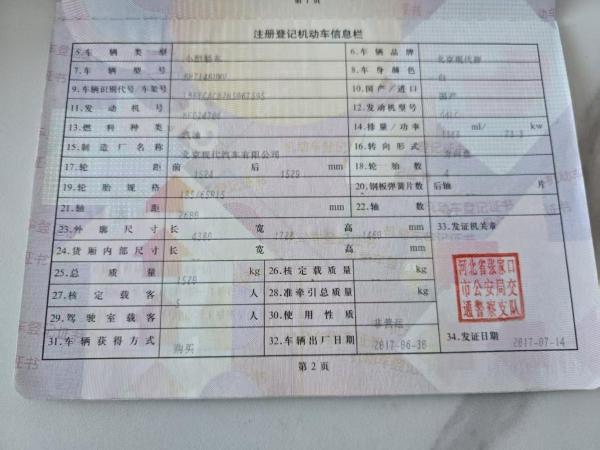 第 1 页
注册登记机动车信息栏
5.车辆类型 小型轿车 6.车辆品牌 北京现代牌
7.车辆型号 8.车身颜色 白
9.车辆识别代号/车架号 10.国产/进口 国产
11.发动机号 12.发动机型号
13.燃料种类 汽油 14.排量/功率 ml/ kw
15.制造厂名称 北京现代汽车有限公司 16.转向形式 方向盘
17.轮距 前 1524 后 1529 mm 18.轮胎数 4
19.轮胎规格 185/65R15 20.钢板弹簧片数 后轴 片
21.轴距 2600 mm 22.轴数
23.外廓尺寸 长 4380 宽 1728 高 1460 mm 33.发证机关章
24.货厢内部尺寸 长 宽 高 mm
25.总质量 kg 26.核定载质量 kg
27.核定载客 5 人 28.准牵引总质量 kg
29.驾驶室载客 人 30.使用性质 非营运
31.车辆获得方式 购买 32.车辆出厂日期 2017-06-30 34.发证日期 2017-07-14
河北省张家口
市公安局交
通警察支队
第 2 页